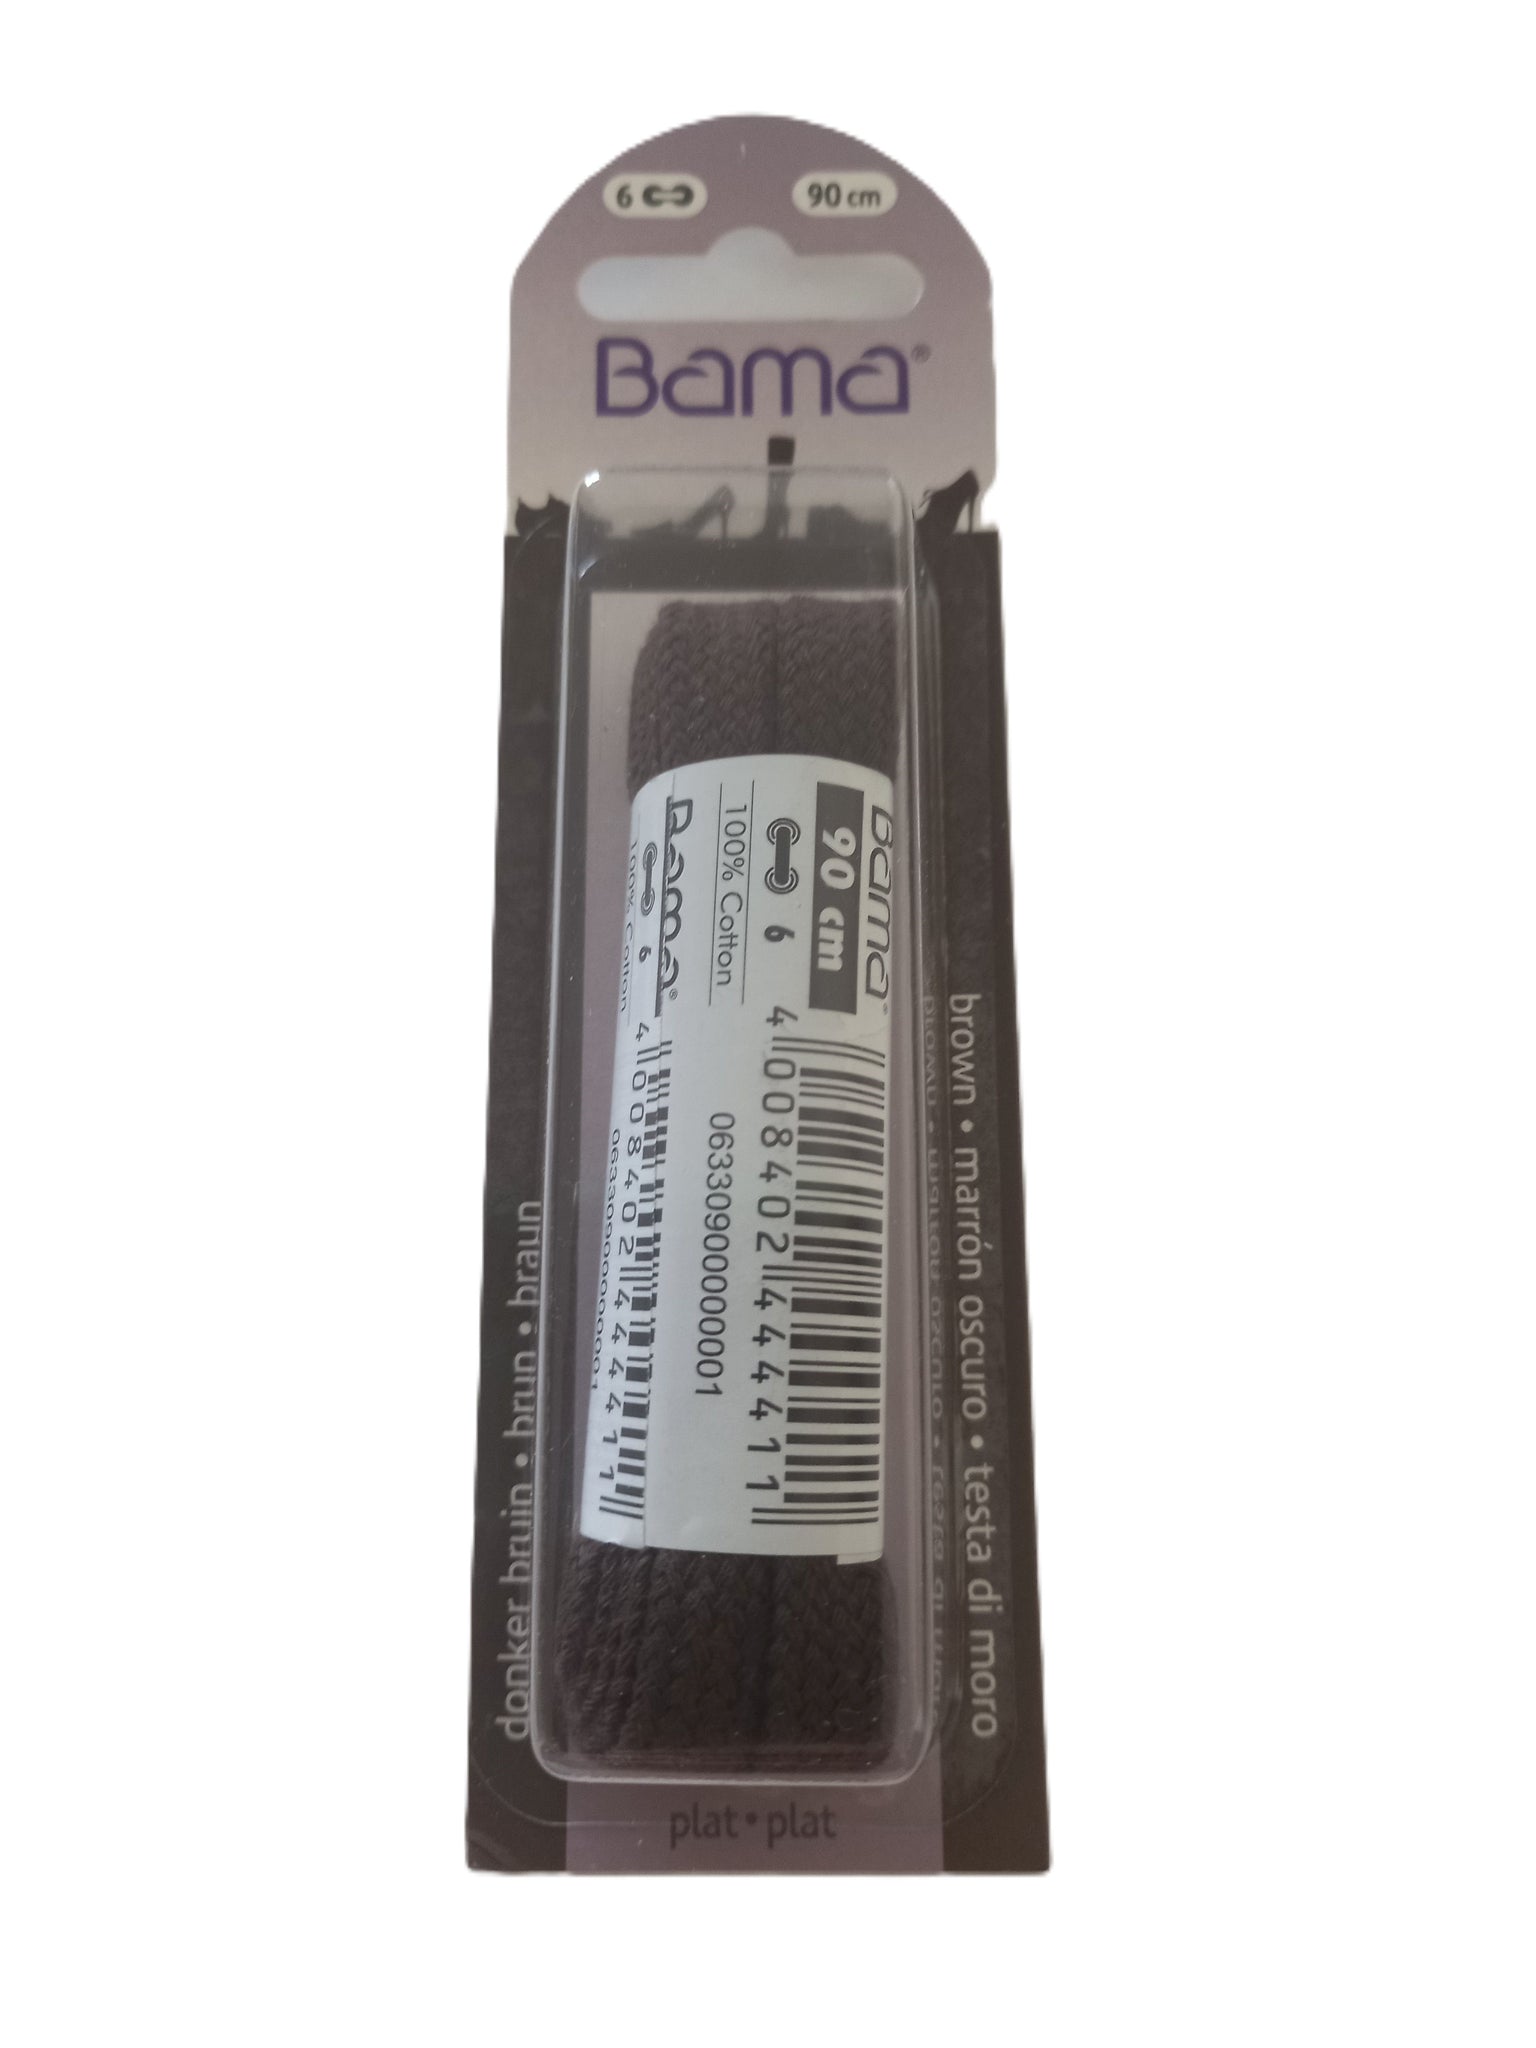 6
90 cm
Bama®
Bama®
90 cm
6
100% Cotton
4 008402 444411
0633090000001
Bama®
6
100% Cotton
4 008402 444411
0633090000001
brown • marrón oscuro • testa di moro
donker bruin • brun • braun
plat • plat